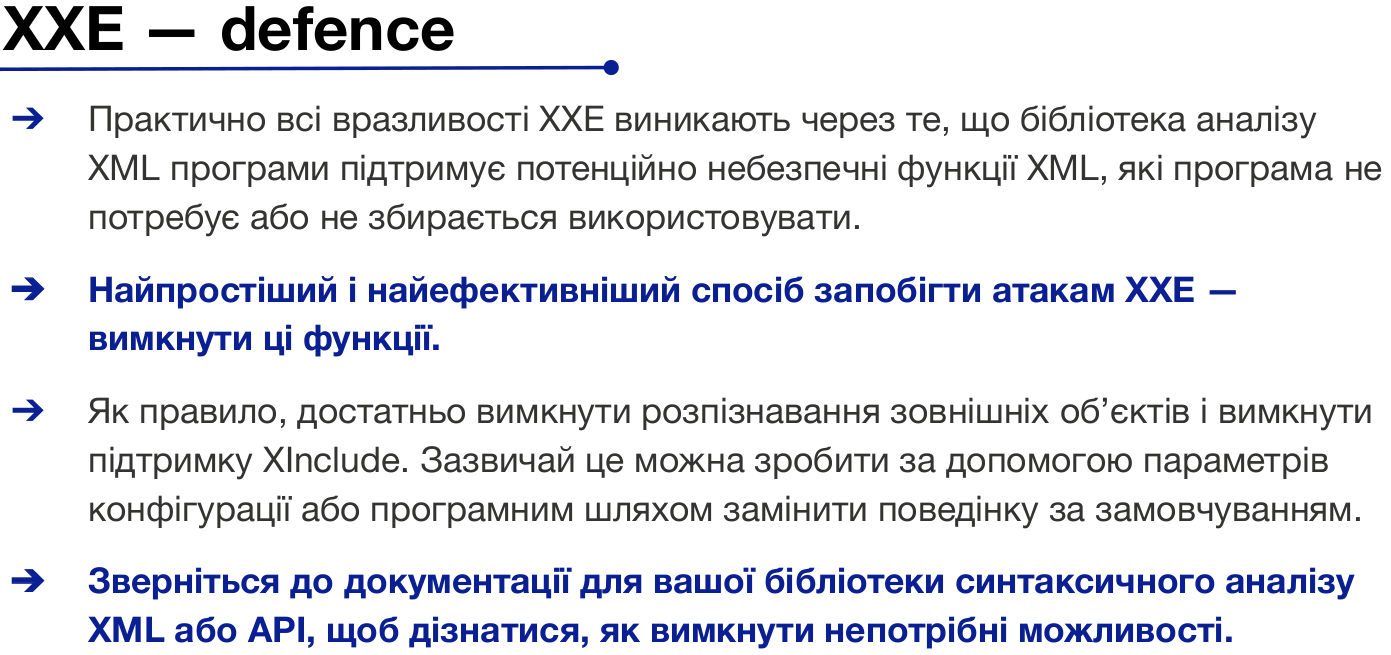 XXE — defence
➔ Практично всі вразливості XXE виникають через те, що бібліотека аналізу
XML програми підтримує потенційно небезпечні функції XML, які програма не
потребує або не збирається використовувати.
➔ Найпростіший і найефективніший спосіб запобігти атакам XXE —
вимкнути ці функції.
➔ Як правило, достатньо вимкнути розпізнавання зовнішніх об’єктів і вимкнути
підтримку XInclude. Зазвичай це можна зробити за допомогою параметрів
конфігурації або програмним шляхом замінити поведінку за замовчуванням.
➔ Зверніться до документації для вашої бібліотеки синтаксичного аналізу
XML або API, щоб дізнатися, як вимкнути непотрібні можливості.